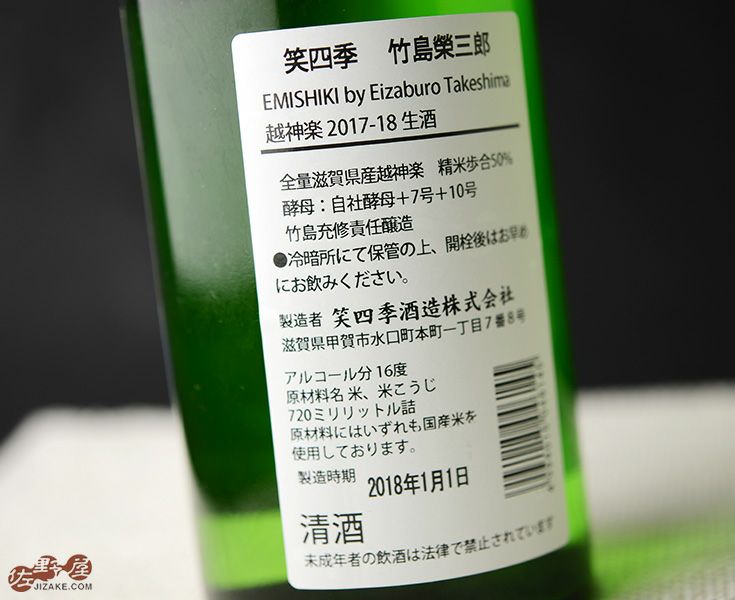 笑四季　竹島榮三郎
EMISHIKI by Eizaburo Takeshima
越神楽 2017-18 生酒
全量滋賀県産越神楽　精米歩合50%
酵母：自社酵母＋7号＋10号
竹島充修責任醸造
●冷暗所にて保管の上、開栓後はお早め
にお飲みください。
製造者 笑四季酒造株式会社
滋賀県甲賀市水口町本町一丁目７番８号
アルコール分 16度
原材料名 米、米こうじ
720ミリリットル詰
原材料にはいずれも国産米を
使用しております。
製造時期 2018年1月1日
清酒
未成年者の飲酒は法律で禁止されています
佐野屋
JIZAKE.COM